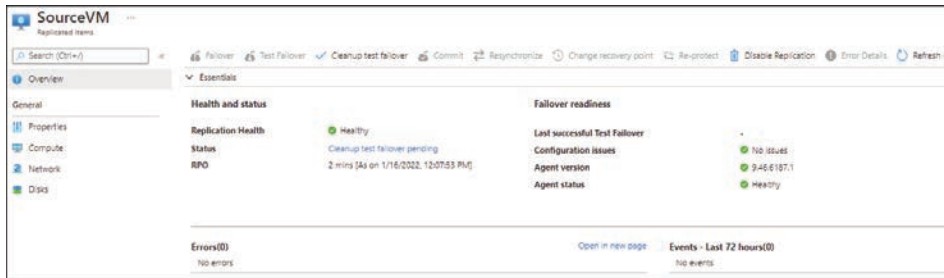 SourceVM ...
Replicated items
Search (Ctrl+/) «
Failover Test Failover Cleanup test failover Commit Resynchronize Change recovery point Re-protect Disable Replication Error Details Refresh
Overview
Essentials
General
Properties
Compute
Network
Disks
Health and status
Replication Health Healthy
Status Cleanup test failover pending
RPO 2 mins [As on 1/16/2022, 12:07:53 PM]
Failover readiness
Last successful Test Failover -
Configuration issues No issues
Agent version 9.46.6187.1
Agent status Healthy
Errors(0) Open in new page
No errors
Events - Last 72 hours(0)
No events